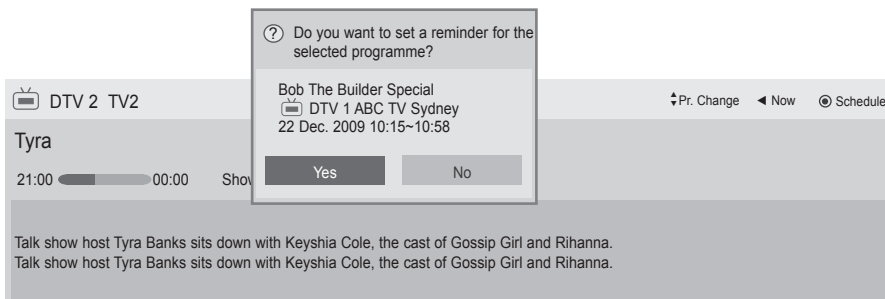 Do you want to set a reminder for the
selected programme?
Bob The Builder Special
DTV 1 ABC TV Sydney
22 Dec. 2009 10:15~10:58
Yes No
DTV 2 TV2 Pr. Change Now Schedule
Tyra
21:00 00:00
Talk show host Tyra Banks sits down with Keyshia Cole, the cast of Gossip Girl and Rihanna.
Talk show host Tyra Banks sits down with Keyshia Cole, the cast of Gossip Girl and Rihanna.